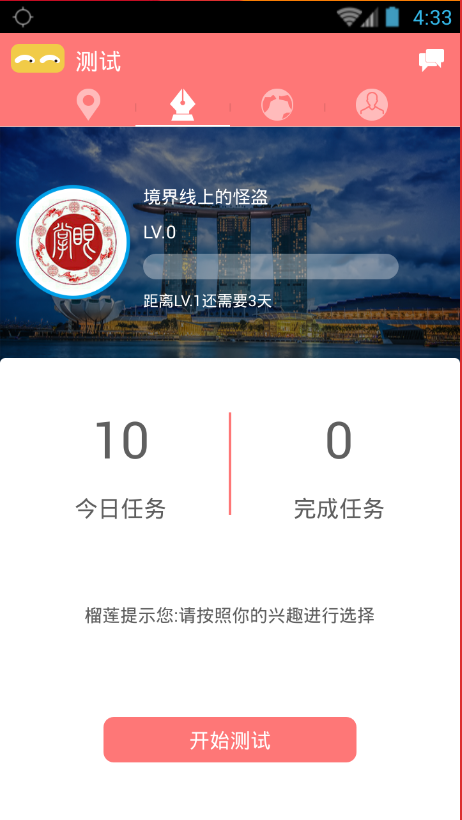 4:33
测试
境界线上的怪盗
LV.0
距离LV.1还需要3天
掌眼
10
0
今日任务
完成任务
榴莲提示您:请按照你的兴趣进行选择
开始测试